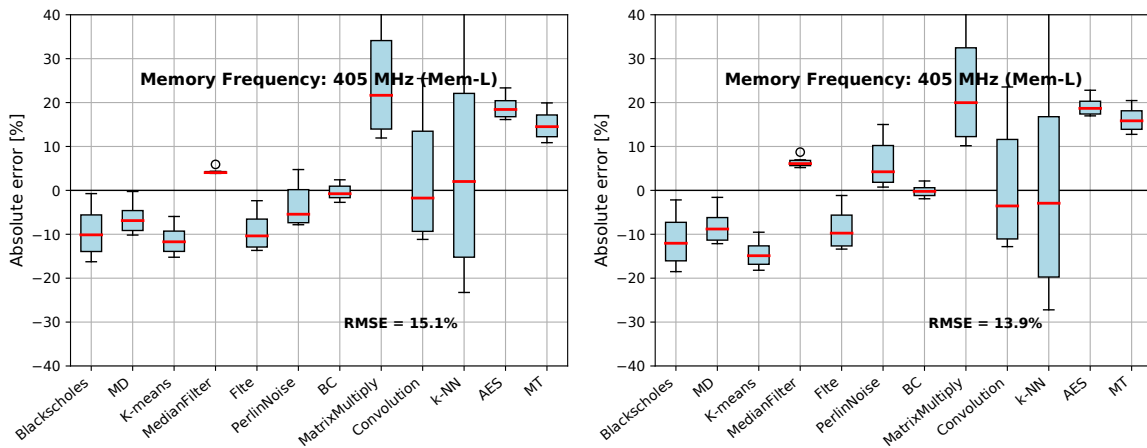 Absolute error [%]
40
30
20
10
0
−10
−20
−30
−40
Memory Frequency: 405 MHz (Mem-L)
RMSE = 15.1%
Blackscholes
MD
K-means
MedianFilter
Flte
PerlinNoise
BC
MatrixMultiply
Convolution
k-NN
AES
MT
Absolute error [%]
40
30
20
10
0
−10
−20
−30
−40
Memory Frequency: 405 MHz (Mem-L)
RMSE = 13.9%
Blackscholes
MD
K-means
MedianFilter
Flte
PerlinNoise
BC
MatrixMultiply
Convolution
k-NN
AES
MT